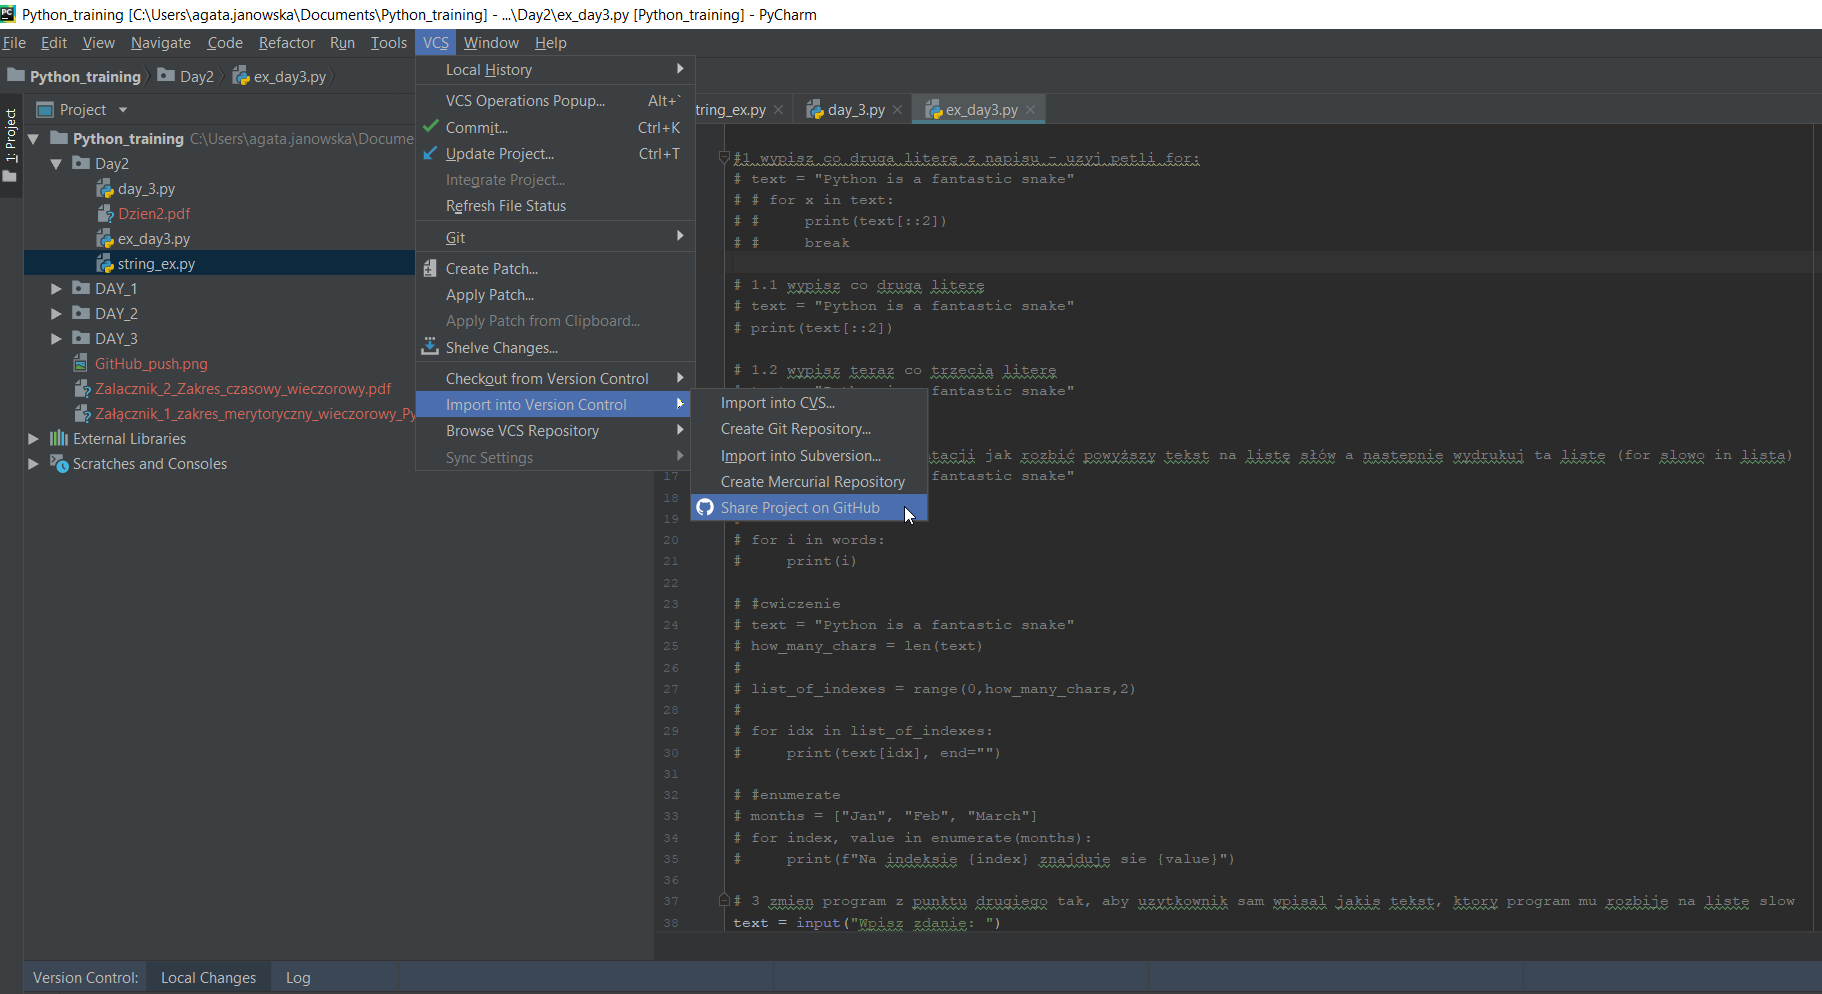 Python_training [C:\Users\agata.janowska\Documents\Python_training] - ...\Day2\ex_day3.py [Python_training] - PyCharm
File Edit View Navigate Code Refactor Run Tools VCS Window Help
Python_training Day2 ex_day3.py
1: Project
Project
Python_training C:\Users\agata.janowska\Docume
Day2
day_3.py
Dzien2.pdf
ex_day3.py
string_ex.py
DAY_1
DAY_2
DAY_3
GitHub_push.png
Zalacznik_2_Zakres_czasowy_wieczorowy.pdf
Załącznik_1_zakres_merytoryczny_wieczorowy_Py
External Libraries
Scratches and Consoles
Local History
VCS Operations Popup... Alt+`
Commit... Ctrl+K
Update Project... Ctrl+T
Integrate Project...
Refresh File Status
Git
Create Patch...
Apply Patch...
Apply Patch from Clipboard...
Shelve Changes...
Checkout from Version Control
Import into Version Control
Browse VCS Repository
Sync Settings
Import into CVS...
Create Git Repository...
Import into Subversion...
Create Mercurial Repository
Share Project on GitHub
tring_ex.py day_3.py ex_day3.py
#1 wypisz co druga literę z napisu - uzyj petli for:
# text = "Python is a fantastic snake"
# # for x in text:
# #     print(text[::2])
# #     break
# 1.1 wypisz co druga literę
# text = "Python is a fantastic snake"
# print(text[::2])
# 1.2 wypisz teraz co trzecia literę
fantastic snake"
ntacji jak rozbić powyższy tekst na listę słów a nastepnie wydrukuj ta liste (for slowo in lista)
17 fantastic snake"
18
19
20 # for i in words:
21 #     print(i)
22
23 # #cwiczenie
24 # text = "Python is a fantastic snake"
25 # how_many_chars = len(text)
26 #
27 # list_of_indexes = range(0,how_many_chars,2)
28 #
29 # for idx in list_of_indexes:
30 #     print(text[idx], end="")
31
32 # #enumerate
33 # months = ["Jan", "Feb", "March"]
34 # for index, value in enumerate(months):
35 #     print(f"Na indeksie {index} znajduje sie {value}")
36
37 # 3 zmien program z punktu drugiego tak, aby uzytkownik sam wpisal jakis tekst, ktory program mu rozbije na liste slow
38 text = input("Wpisz zdanie: ")
Version Control: Local Changes Log